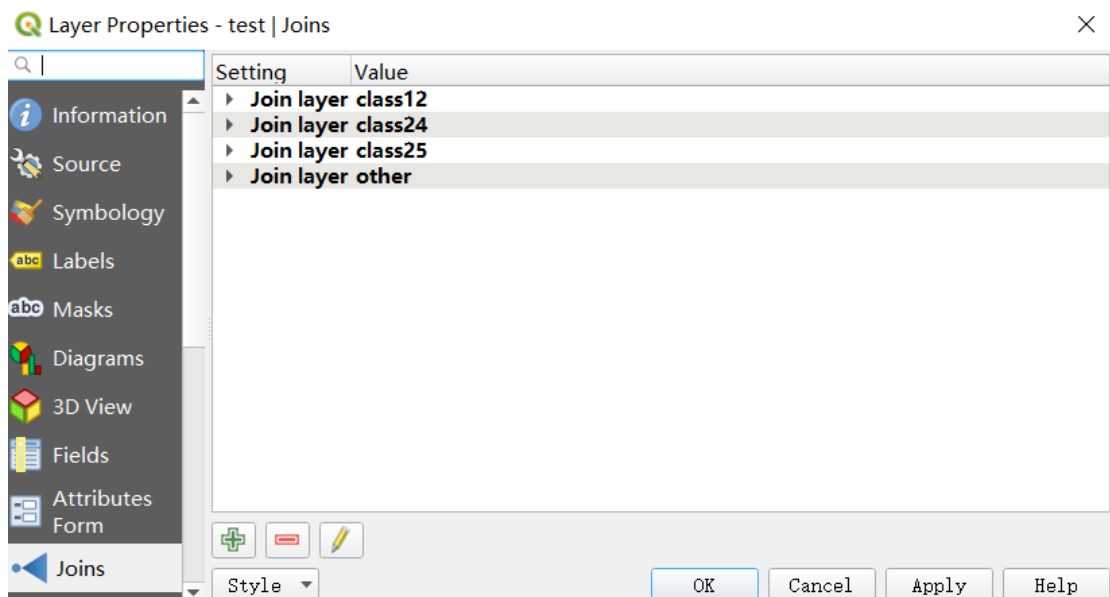 Layer Properties - test | Joins
Setting Value
Join layer class12
Join layer class24
Join layer class25
Join layer other
Information
Source
Symbology
abc Labels
abc Masks
Diagrams
3D View
Fields
Attributes
Form
Joins
Style
OK Cancel Apply Help